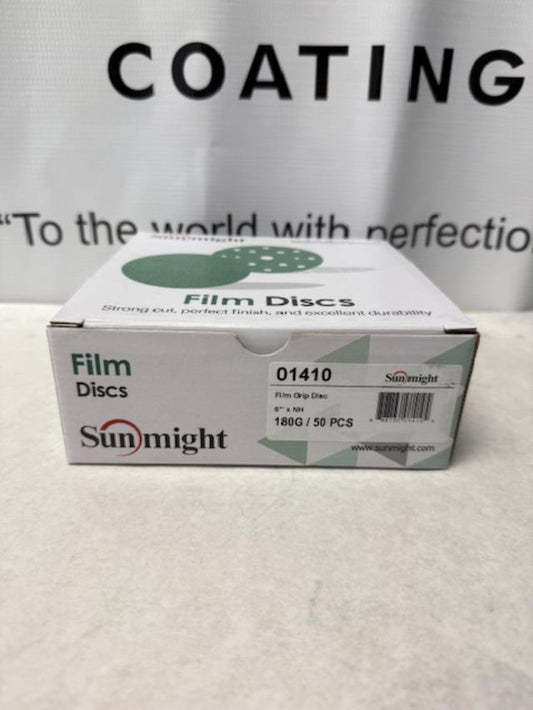 COATING
“To the world with perfectio
Sunmight
Film Discs
Strong cut, perfect finish, and excellent durability
Film
Discs
Sunmight
01410
Sunmight
Film Grip Disc
6" x NH
180G / 50 PCS
www.sunmight.com